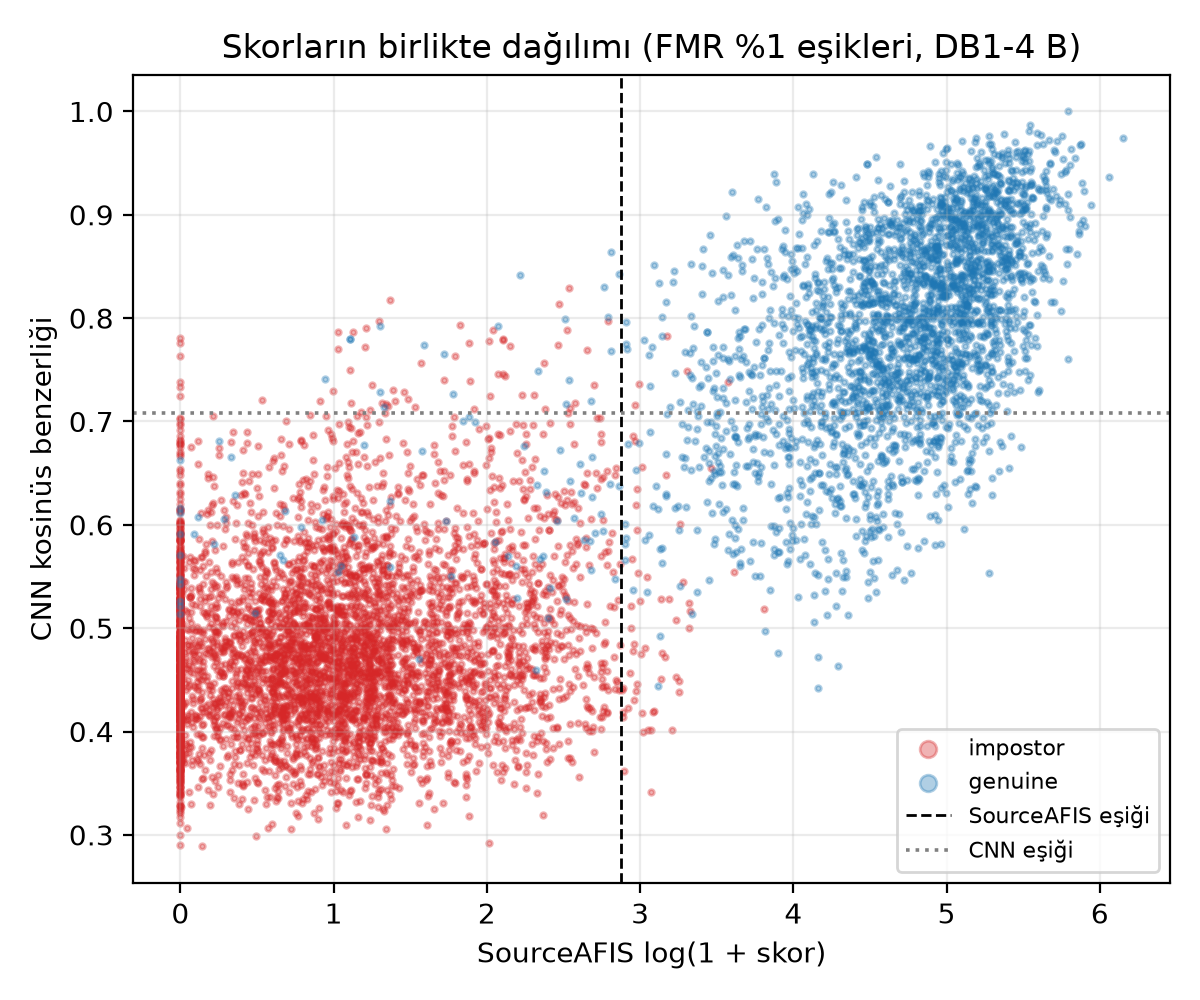 Skorların birlikte dağılımı (FMR %1 eşikleri, DB1-4 B)
1.0
0.9
0.8
0.7
0.6
0.5
0.4
0.3
CNN kosinüs benzerliği
impostor
genuine
SourceAFIS eşiği
CNN eşiği
0 1 2 3 4 5 6
SourceAFIS log(1 + skor)